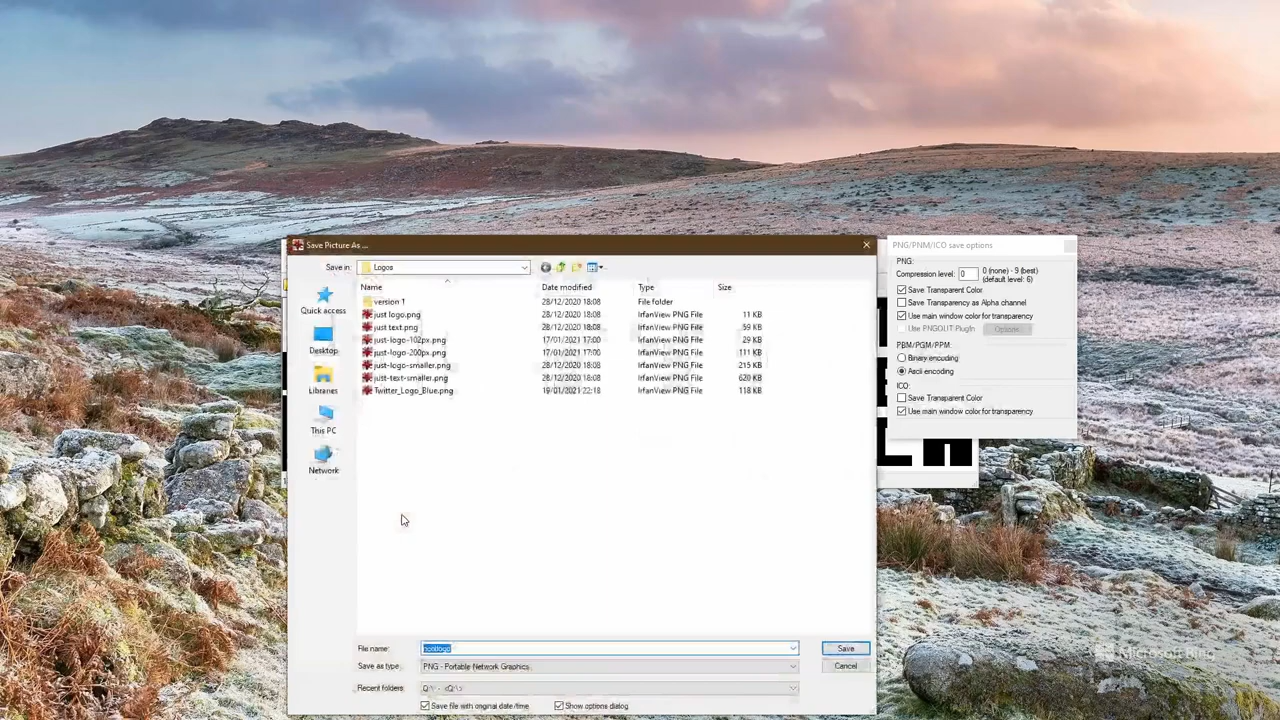 Save Picture As ...
Save in: Logos
Name Date modified Type Size
version 1 28/12/2020 18:08 File folder
just logo.png 28/12/2020 18:08 IrfanView PNG File 11 KB
just text.png 28/12/2020 18:08 IrfanView PNG File 59 KB
just-logo-102px.png 17/01/2021 17:00 IrfanView PNG File 29 KB
just-logo-200px.png 17/01/2021 17:00 IrfanView PNG File 111 KB
just-logo-smaller.png 28/12/2020 18:08 IrfanView PNG File 215 KB
just-text-smaller.png 28/12/2020 18:08 IrfanView PNG File 620 KB
Twitter_Logo_Blue.png 19/01/2021 22:18 IrfanView PNG File 118 KB
Quick access
Desktop
Libraries
This PC
Network
File name:
Save
Save as type: PNG - Portable Network Graphics
Cancel
Recent folders:
Save file with original date/time
Show options dialog
PNG/PNM/ICO save options
PNG:
Compression level: 0 0 (none) - 9 (best)
(default level: 6)
Save Transparent Color
Save Transparency as Alpha channel
Use main window color for transparency
Use PNGOUT PlugIn Options
PBM/PGM/PPM:
Binary encoding
Ascii encoding
ICO:
Save Transparent Color
Use main window color for transparency